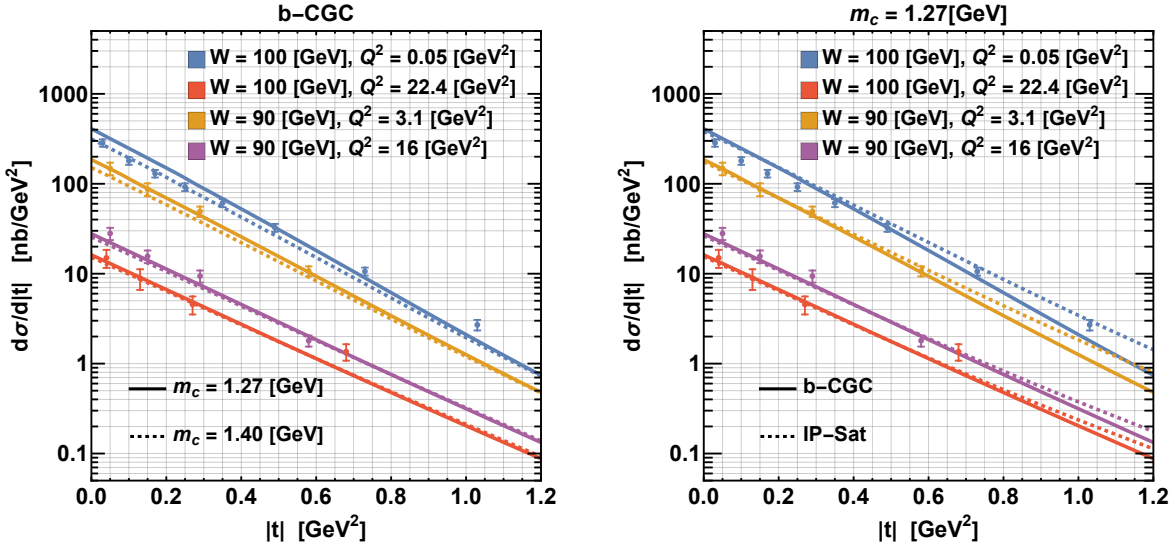 b–CGC
W = 100 [GeV], Q² = 0.05 [GeV²]
W = 100 [GeV], Q² = 22.4 [GeV²]
W = 90 [GeV], Q² = 3.1 [GeV²]
W = 90 [GeV], Q² = 16 [GeV²]
1000
100
10
1
0.1
dσ/d|t| [nb/GeV²]
m_c = 1.27 [GeV]
m_c = 1.40 [GeV]
0.0 0.2 0.4 0.6 0.8 1.0 1.2
|t| [GeV²]
m_c = 1.27[GeV]
W = 100 [GeV], Q² = 0.05 [GeV²]
W = 100 [GeV], Q² = 22.4 [GeV²]
W = 90 [GeV], Q² = 3.1 [GeV²]
W = 90 [GeV], Q² = 16 [GeV²]
1000
100
10
1
0.1
dσ/d|t| [nb/GeV²]
b–CGC
IP–Sat
0.0 0.2 0.4 0.6 0.8 1.0 1.2
|t| [GeV²]